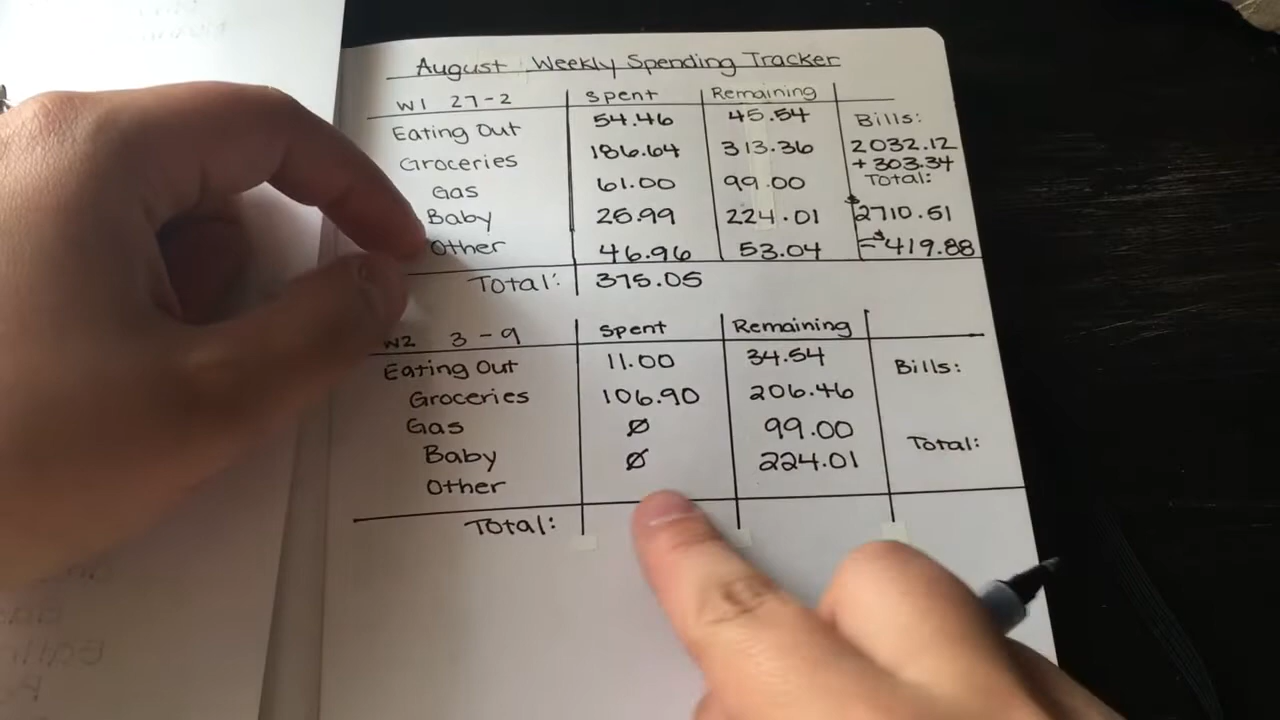 August Weekly Spending Tracker
W1 27-2 Spent Remaining
Eating Out 54.46 45.54 Bills:
Groceries 186.64 313.36 2032.12
+303.34
Gas 61.00 99.00 Total:
Baby 25.99 224.01 $2710.51
Other 46.96 53.04 =$419.88
Total: 375.05
W2 3-9 Spent Remaining
Eating Out 11.00 34.54 Bills:
Groceries 106.90 206.46
Gas Ø 99.00 Total:
Baby Ø 224.01
Other
Total: